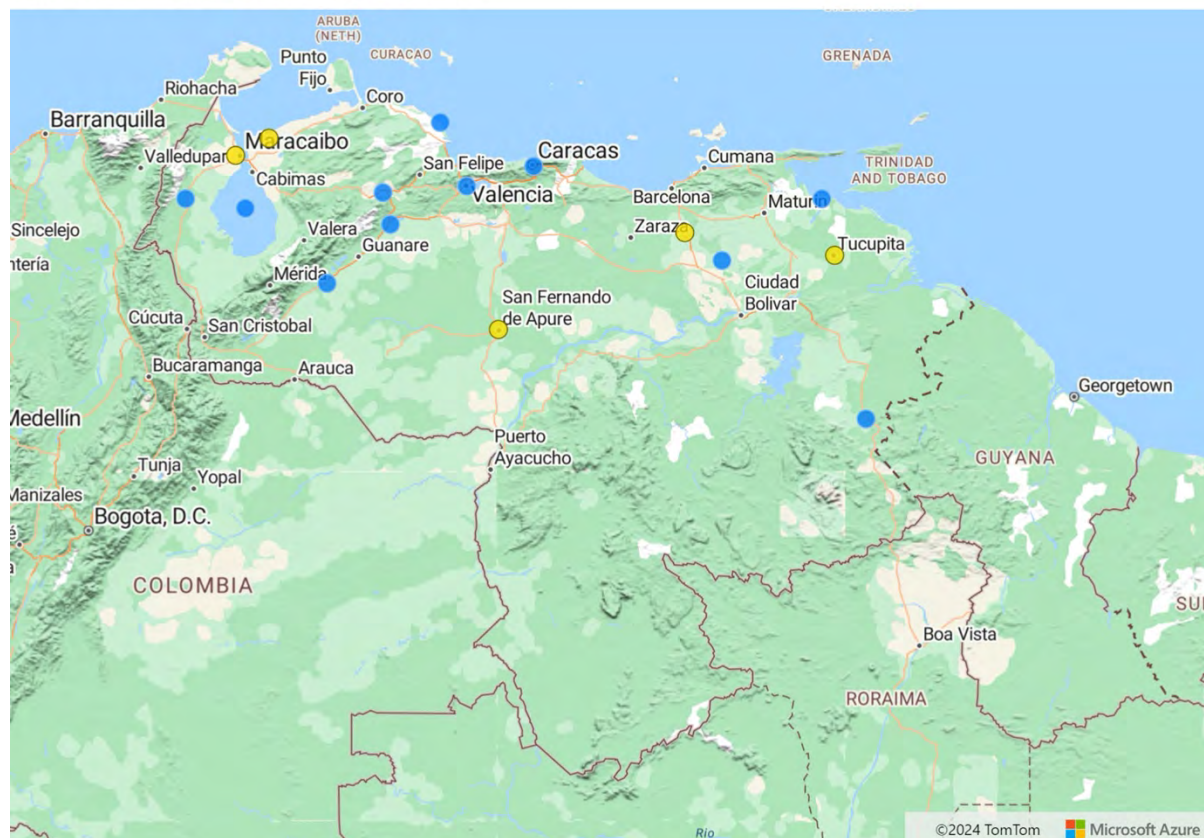 ARUBA
(NETH)
CURACAO
GRENADA
Punto
Fijo
Riohacha
Coro
Barranquilla
Maracaibo
Valledupar
Cabimas
San Felipe
Caracas
Cumana
TRINIDAD
AND TOBAGO
Valencia
Barcelona
Maturin
Sincelejo
Valera
Guanare
Zaraza
Tucupita
ntería
Mérida
Ciudad
Bolivar
San Fernando
de Apure
Cúcuta
San Cristobal
Bucaramanga
Arauca
Georgetown
Medellín
Puerto
Ayacucho
Tunja
Yopal
GUYANA
Manizales
Bogota, D.C.
é
a
COLOMBIA
SU
Boa Vista
RORAIMA
Rio
©2024 TomTom
Microsoft Azure